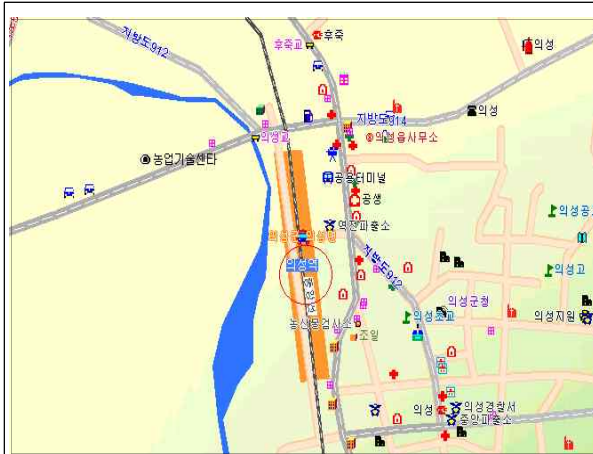 지방도912
후죽
후죽교
의성
지방도914
의성
의성교
의성읍사무소
농업기술센타
공용터미널
공생
역전파출소
의성역
지방도912
의성고
중앙선
의성군청
농산물검사소
의성초교
의성지원
조일
의성
의성경찰서
중앙파출소